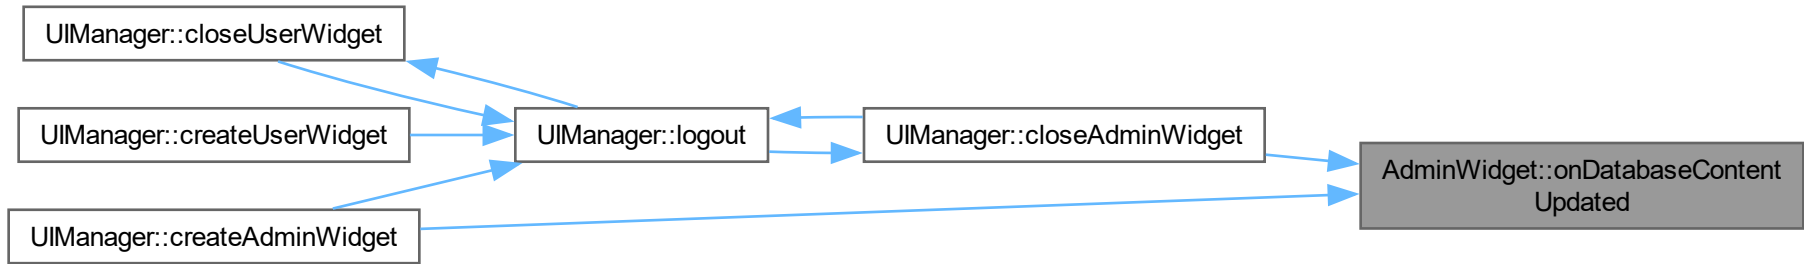 UIManager::closeUserWidget
UIManager::createUserWidget
UIManager::logout
UIManager::closeAdminWidget
AdminWidget::onDatabaseContent
Updated
UIManager::createAdminWidget